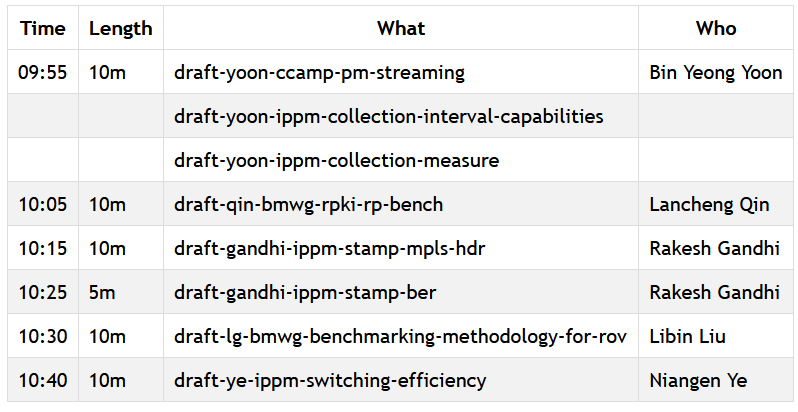 Time Length What Who
09:55 10m draft-yoon-ccamp-pm-streaming Bin Yeong Yoon
draft-yoon-ippm-collection-interval-capabilities
draft-yoon-ippm-collection-measure
10:05 10m draft-qin-bmwg-rpki-rp-bench Lancheng Qin
10:15 10m draft-gandhi-ippm-stamp-mpls-hdr Rakesh Gandhi
10:25 5m draft-gandhi-ippm-stamp-ber Rakesh Gandhi
10:30 10m draft-lg-bmwg-benchmarking-methodology-for-rov Libin Liu
10:40 10m draft-ye-ippm-switching-efficiency Niangen Ye